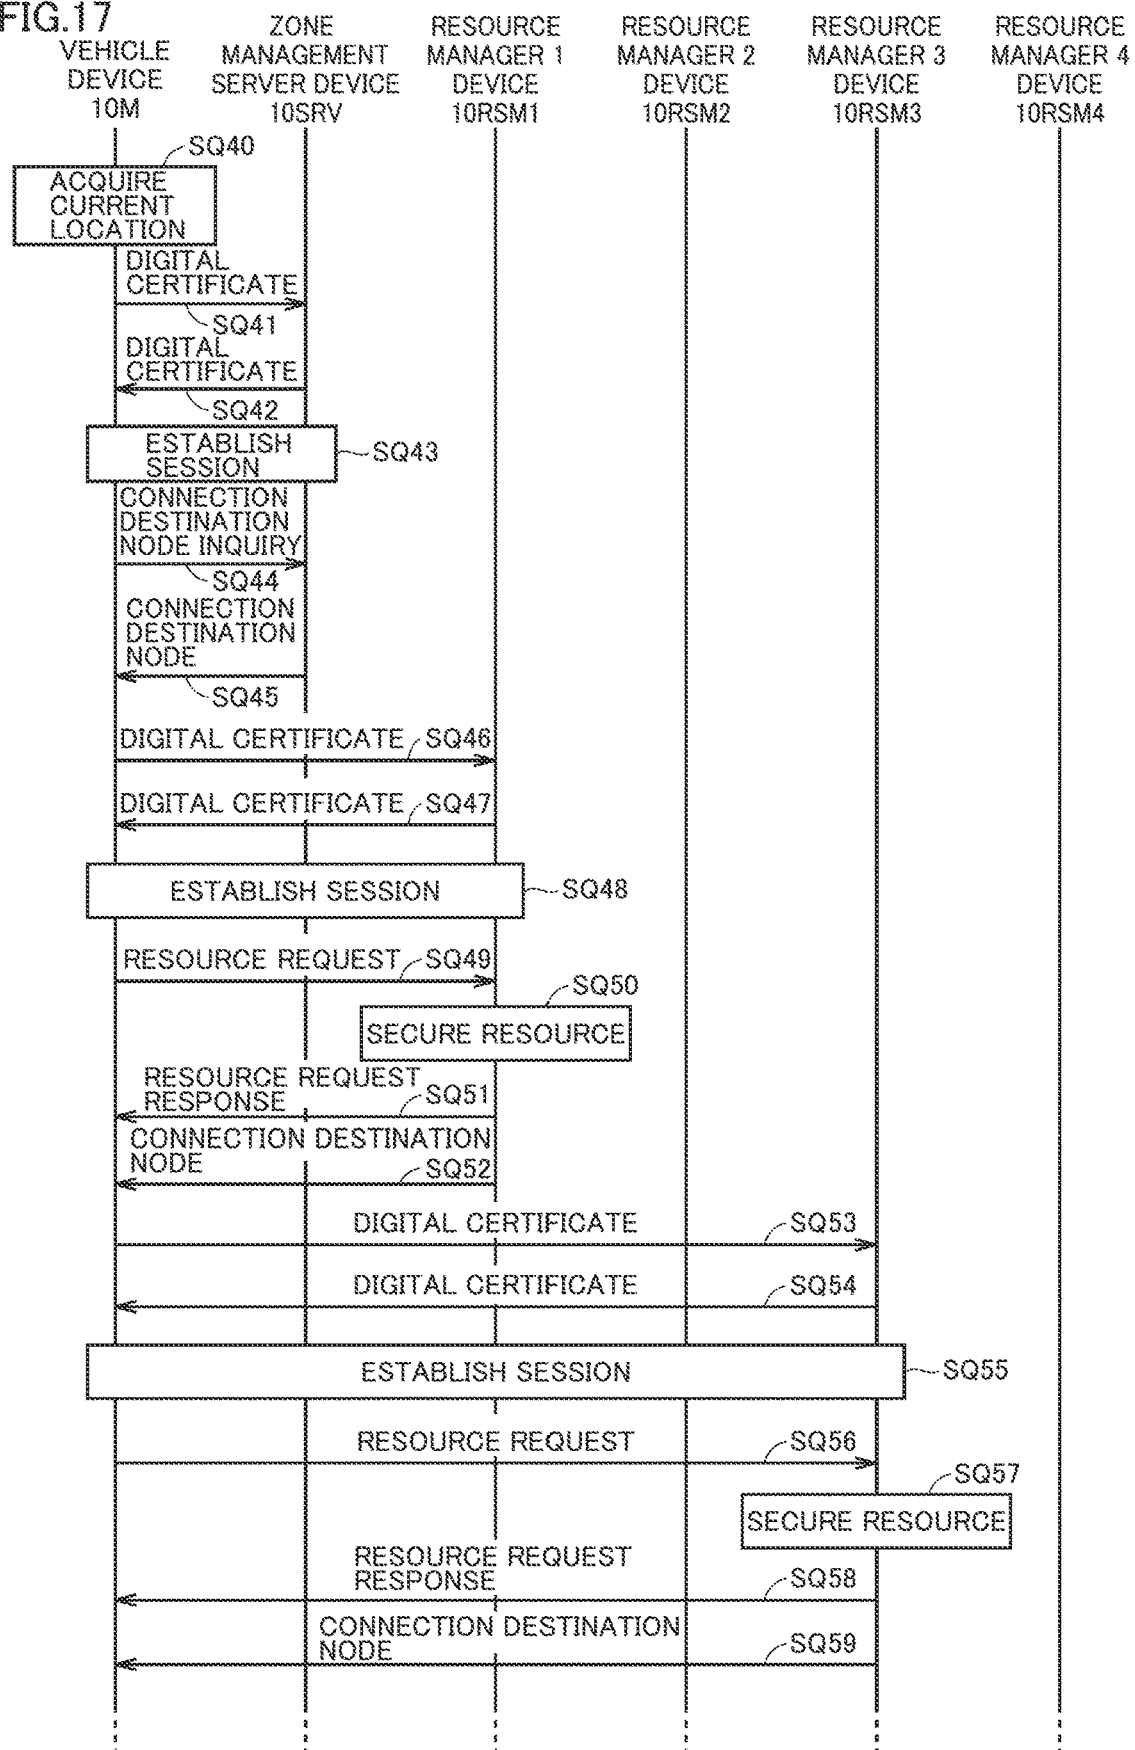 FIG.17
VEHICLE
DEVICE
10M
ZONE
MANAGEMENT
SERVER DEVICE
10SRV
RESOURCE
MANAGER 1
DEVICE
10RSM1
RESOURCE
MANAGER 2
DEVICE
10RSM2
RESOURCE
MANAGER 3
DEVICE
10RSM3
RESOURCE
MANAGER 4
DEVICE
10RSM4
SQ40
ACQUIRE
CURRENT
LOCATION
DIGITAL
CERTIFICATE
SQ41
DIGITAL
CERTIFICATE
SQ42
ESTABLISH
SESSION
SQ43
CONNECTION
DESTINATION
NODE INQUIRY
SQ44
CONNECTION
DESTINATION
NODE
SQ45
DIGITAL CERTIFICATE
SQ46
DIGITAL CERTIFICATE
SQ47
ESTABLISH SESSION
SQ48
RESOURCE REQUEST
SQ49
SQ50
SECURE RESOURCE
RESOURCE REQUEST
RESPONSE
SQ51
CONNECTION DESTINATION
NODE
SQ52
DIGITAL CERTIFICATE
SQ53
DIGITAL CERTIFICATE
SQ54
ESTABLISH SESSION
SQ55
RESOURCE REQUEST
SQ56
SQ57
SECURE RESOURCE
RESOURCE REQUEST
RESPONSE
SQ58
CONNECTION DESTINATION
NODE
SQ59